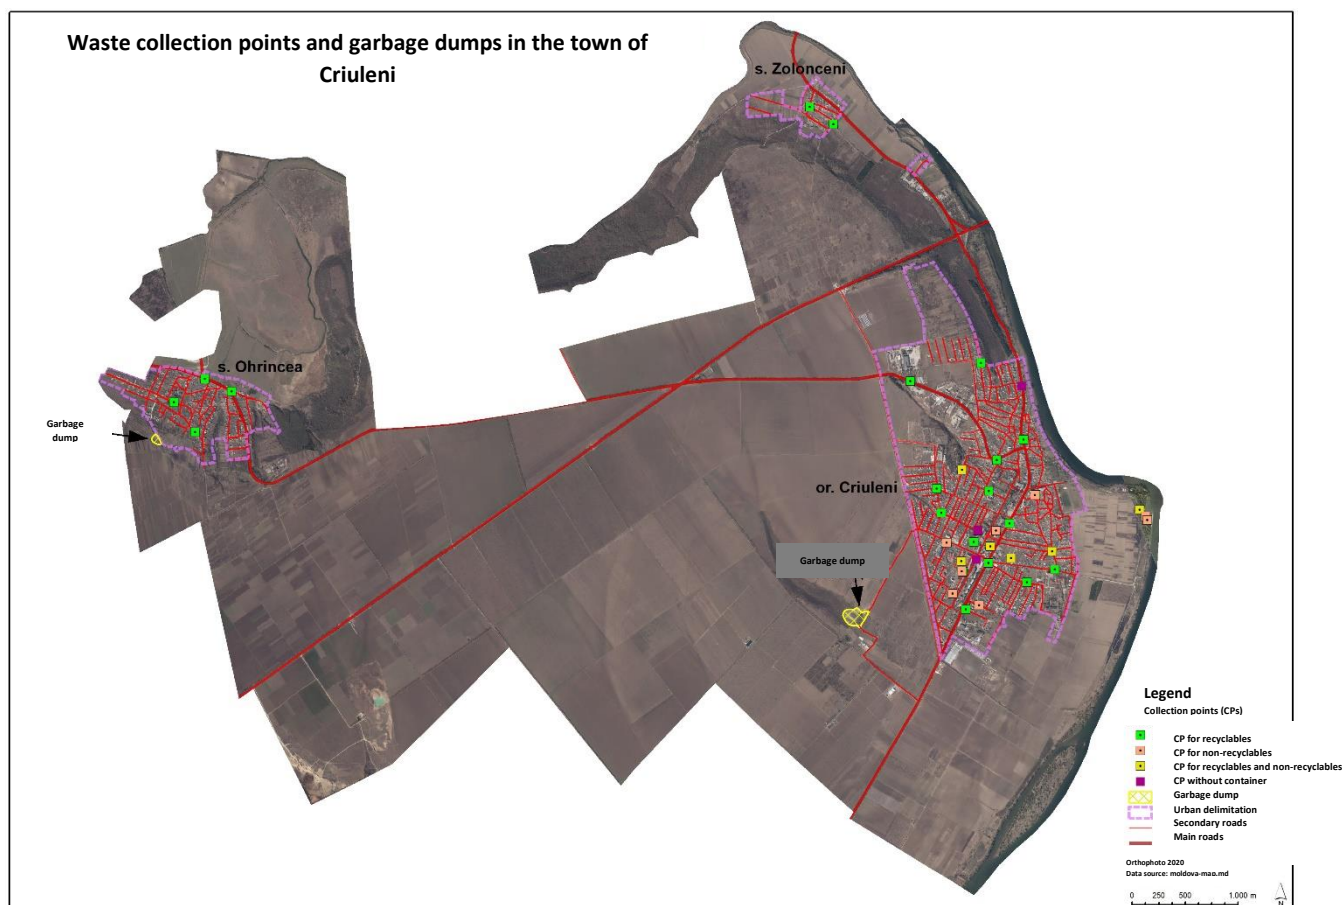 Waste collection points and garbage dumps in the town of
Criuleni
s. Zolonceni
s. Ohrincea
Garbage
dump
or. Criuleni
Garbage dump
Legend
Collection points (CPs)
CP for recyclables
CP for non-recyclables
CP for recyclables and non-recyclables
CP without container
Garbage dump
Urban delimitation
Secondary roads
Main roads
Orthophoto 2020
Data source: moldova-map.md
0 250 500 1.000 m
N